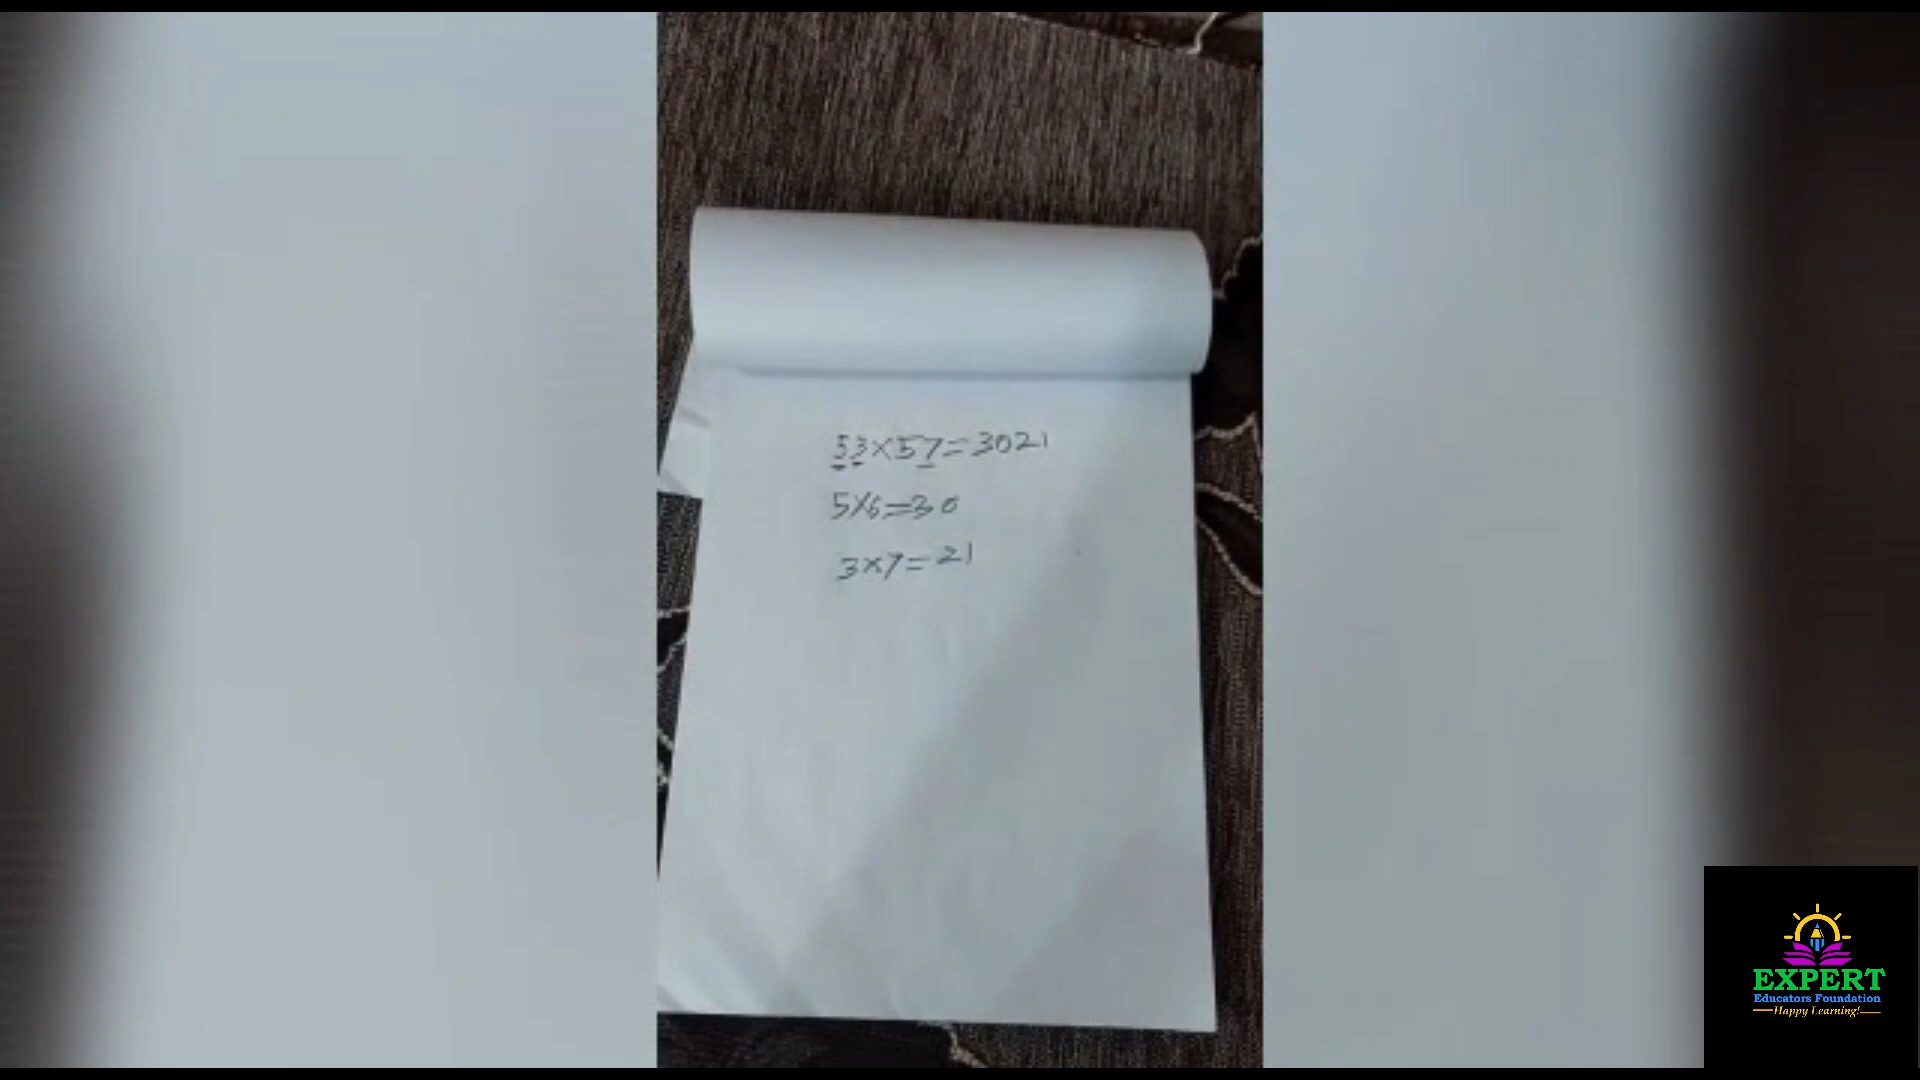 53×57=3021
5×6=30
3×7=21
EXPERT
Educators Foundation
Happy Learning!